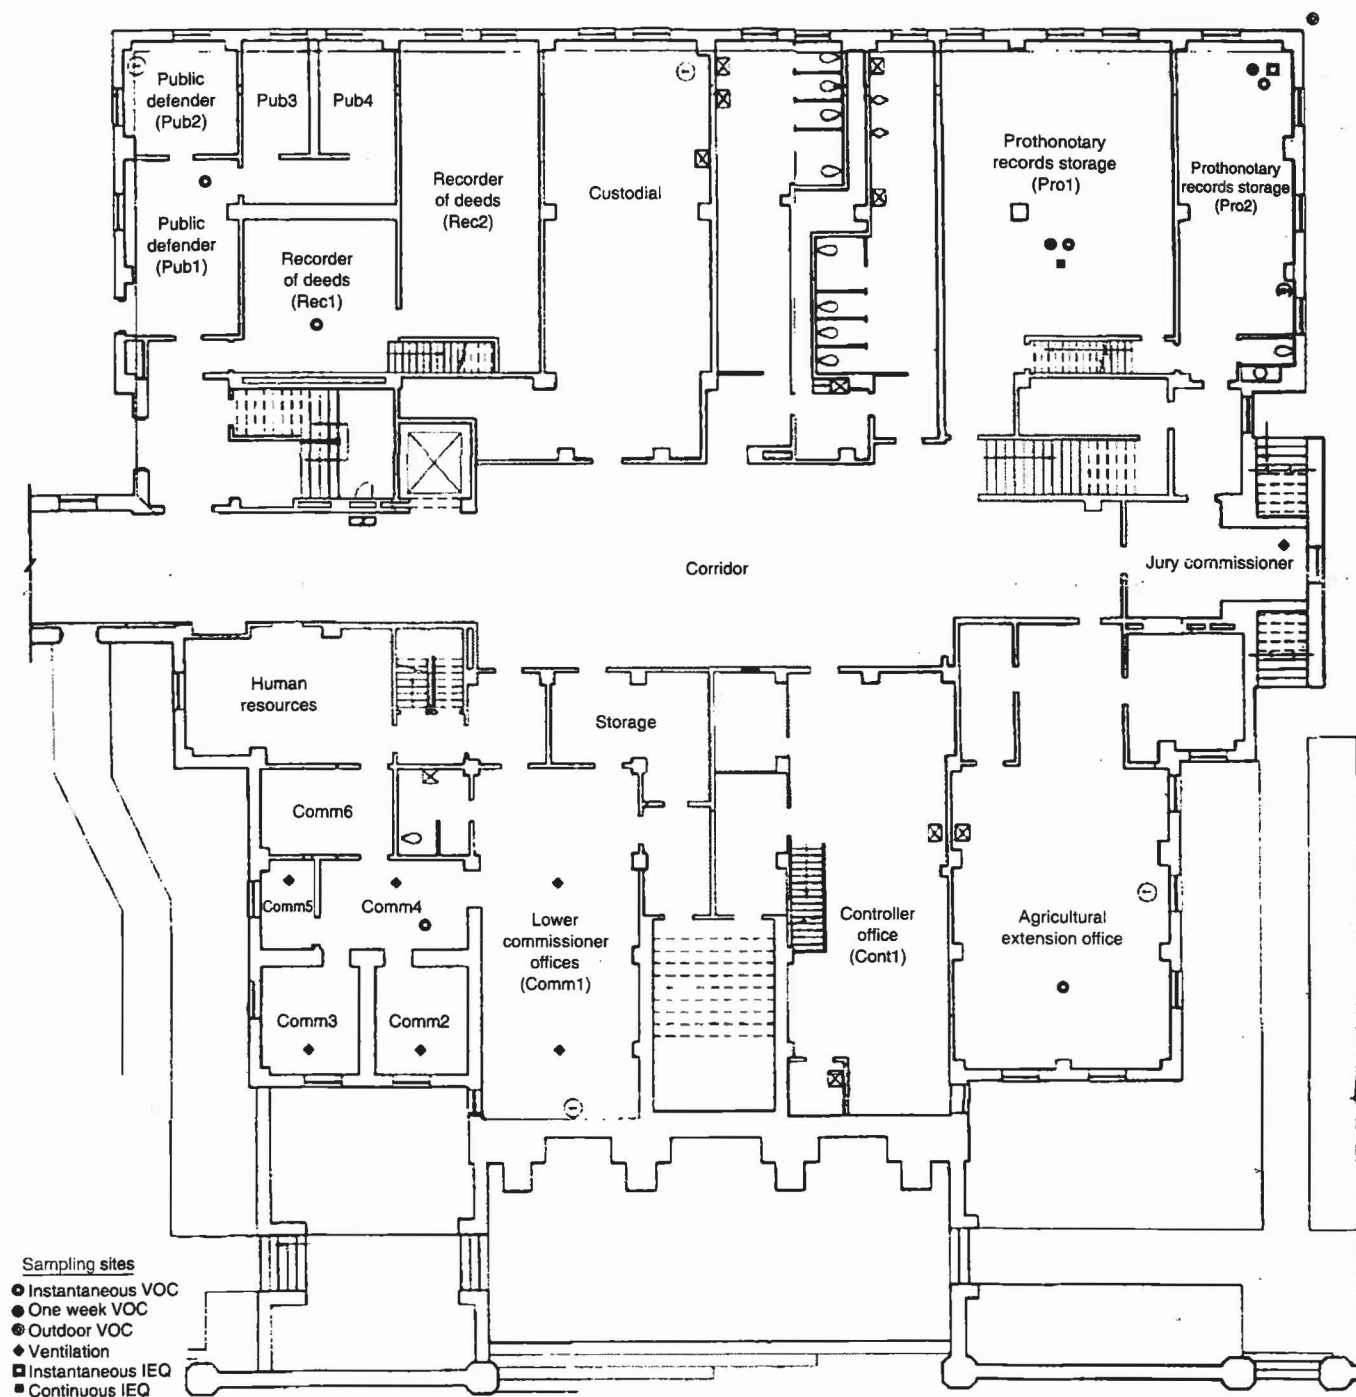 Public
defender
(Pub2)
Pub3
Pub4
Recorder
of deeds
(Rec2)
Custodial
Prothonotary
records storage
(Pro1)
Prothonotary
records storage
(Pro2)
Public
defender
(Pub1)
Recorder
of deeds
(Rec1)
Corridor
Jury commissioner
Human
resources
Storage
Comm6
Comm5
Comm4
Lower
commissioner
offices
(Comm1)
Controller
office
(Cont1)
Agricultural
extension office
Comm3
Comm2
Sampling sites
Instantaneous VOC
One week VOC
Outdoor VOC
Ventilation
Instantaneous IEQ
Continuous IEQ